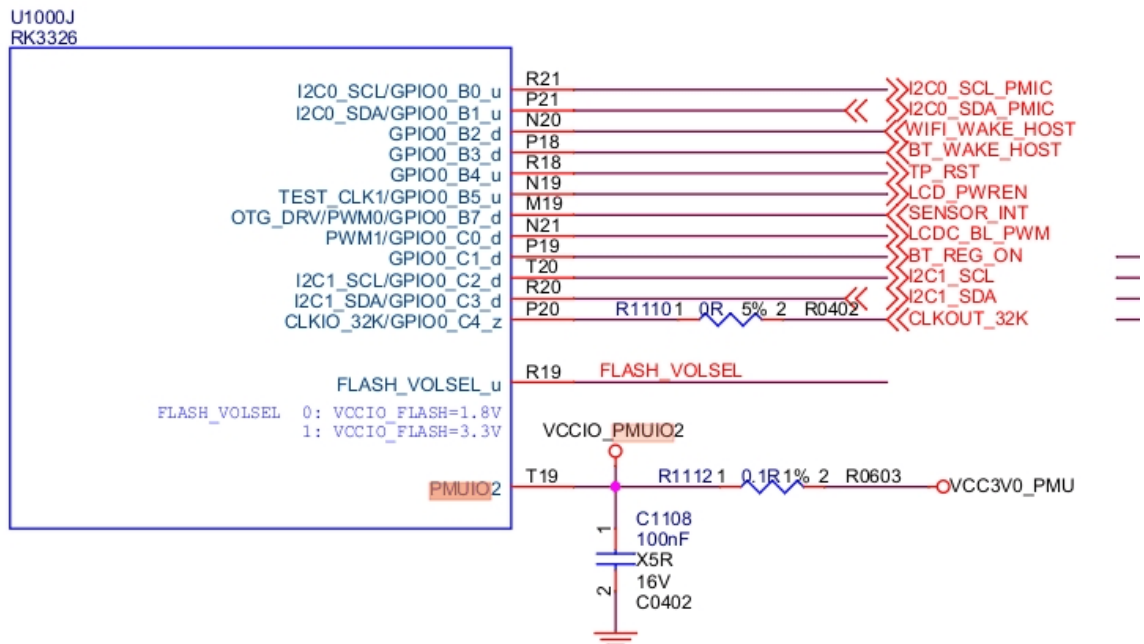 U1000J
RK3326
I2C0_SCL/GPIO0_B0_u R21 I2C0_SCL_PMIC
I2C0_SDA/GPIO0_B1_u P21 I2C0_SDA_PMIC
GPIO0_B2_d N20 WIFI_WAKE_HOST
GPIO0_B3_d P18 BT_WAKE_HOST
GPIO0_B4_u R18 TP_RST
TEST_CLK1/GPIO0_B5_u N19 LCD_PWREN
OTG_DRV/PWM0/GPIO0_B7_d M19 SENSOR_INT
PWM1/GPIO0_C0_d N21 LCDC_BL_PWM
GPIO0_C1_d P19 BT_REG_ON
I2C1_SCL/GPIO0_C2_d T20 I2C1_SCL
I2C1_SDA/GPIO0_C3_d R20 I2C1_SDA
CLKIO_32K/GPIO0_C4_z P20 R1110 1 0R 5% 2 R0402 CLKOUT_32K
FLASH_VOLSEL_u R19 FLASH_VOLSEL
FLASH_VOLSEL 0: VCCIO_FLASH=1.8V
1: VCCIO_FLASH=3.3V
VCCIO_PMUIO2
PMUIO2 T19 R1112 1 0.1R 1% 2 R0603 VCC3V0_PMU
1 C1108
100nF
X5R
2 16V
C0402